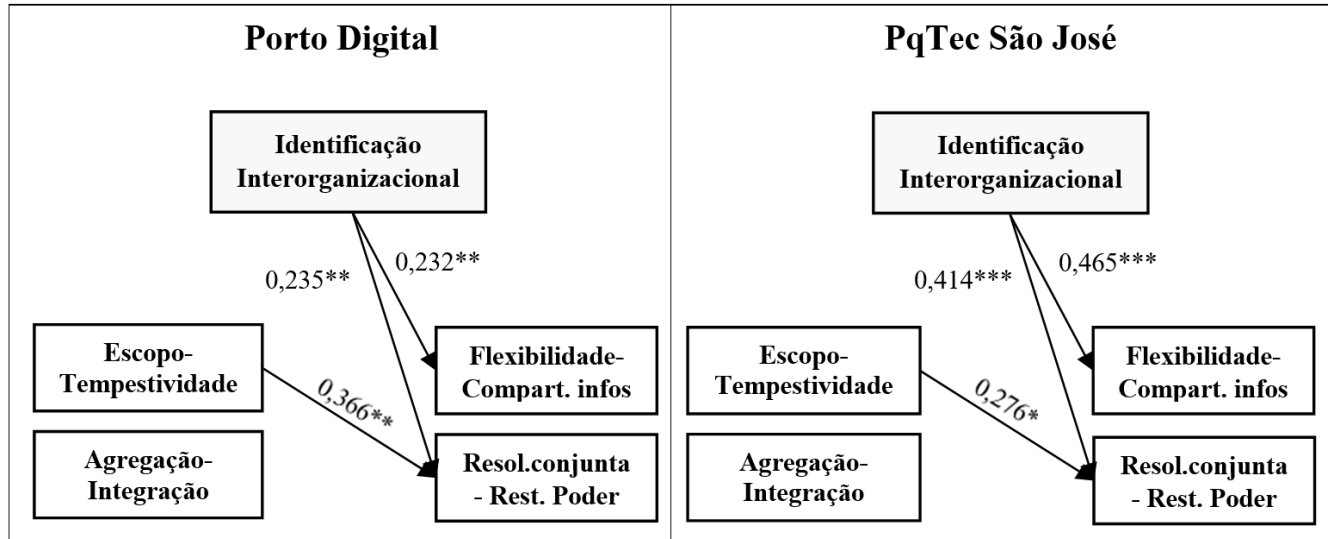 Porto Digital
Identificação
Interorganizacional
0,235**
0,232**
Escopo-
Tempestividade
0,366**
Flexibilidade-
Compart. infos
Agregação-
Integração
Resol.conjunta
- Rest. Poder
PqTec São José
Identificação
Interorganizacional
0,414***
0,465***
Escopo-
Tempestividade
0,276*
Flexibilidade-
Compart. infos
Agregação-
Integração
Resol.conjunta
- Rest. Poder